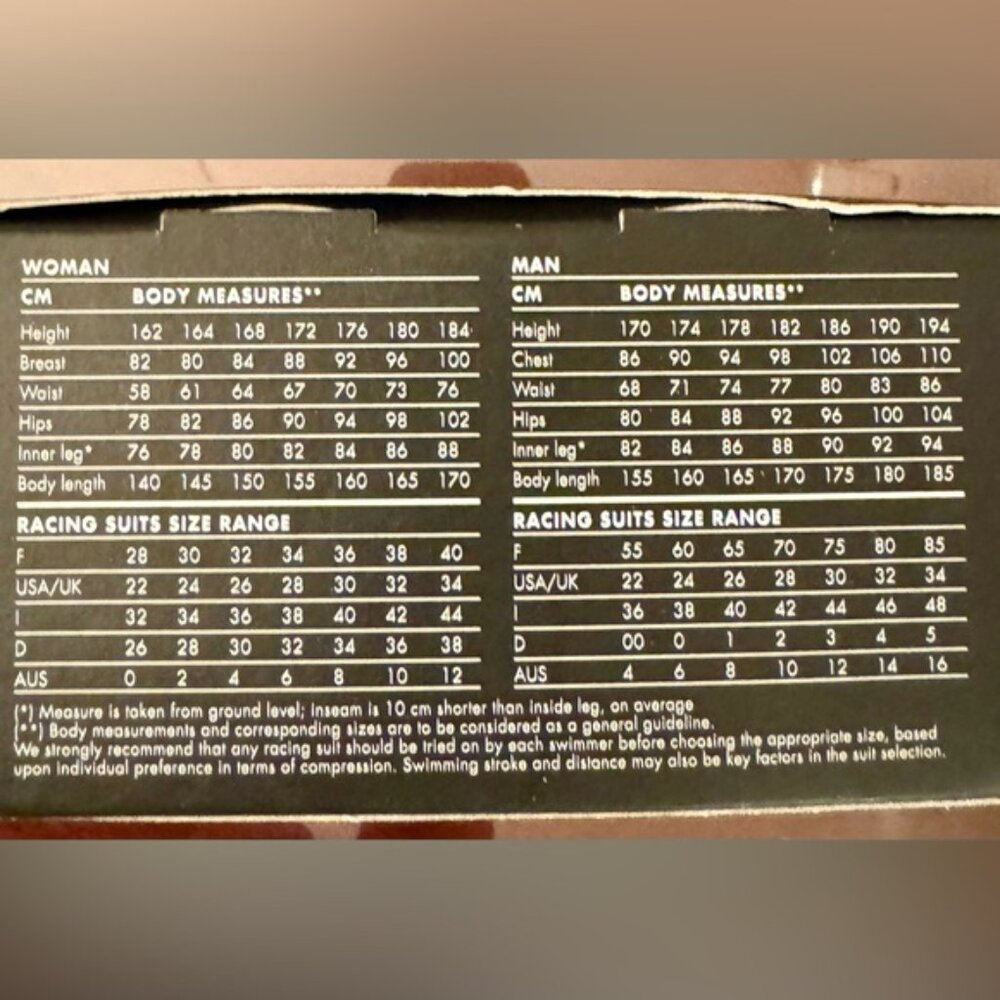 WOMAN
CM BODY MEASURES**
Height 162 164 168 172 176 180 184
Breast 82 80 84 88 92 96 100
Waist 58 61 64 67 70 73 76
Hips 78 82 86 90 94 98 102
Inner leg* 76 78 80 82 84 86 88
Body length 140 145 150 155 160 165 170
RACING SUITS SIZE RANGE
F 28 30 32 34 36 38 40
USA/UK 22 24 26 28 30 32 34
I 32 34 36 38 40 42 44
D 26 28 30 32 34 36 38
AUS 0 2 4 6 8 10 12
MAN
CM BODY MEASURES**
Height 170 174 178 182 186 190 194
Chest 86 90 94 98 102 106 110
Waist 68 71 74 77 80 83 86
Hips 80 84 88 92 96 100 104
Inner leg* 82 84 86 88 90 92 94
Body length 155 160 165 170 175 180 185
RACING SUITS SIZE RANGE
F 55 60 65 70 75 80 85
USA/UK 22 24 26 28 30 32 34
I 36 38 40 42 44 46 48
D 00 0 1 2 3 4 5
AUS 4 6 8 10 12 14 16
(*) Measure is taken from ground level; inseam is 10 cm shorter than inside leg, on average
(**) Body measurements and corresponding sizes are to be considered as a general guideline.
We strongly recommend that any racing suit should be tried on by each swimmer before choosing the appropriate size, based
upon individual preference in terms of compression. Swimming stroke and distance may also be key factors in the suit selection.